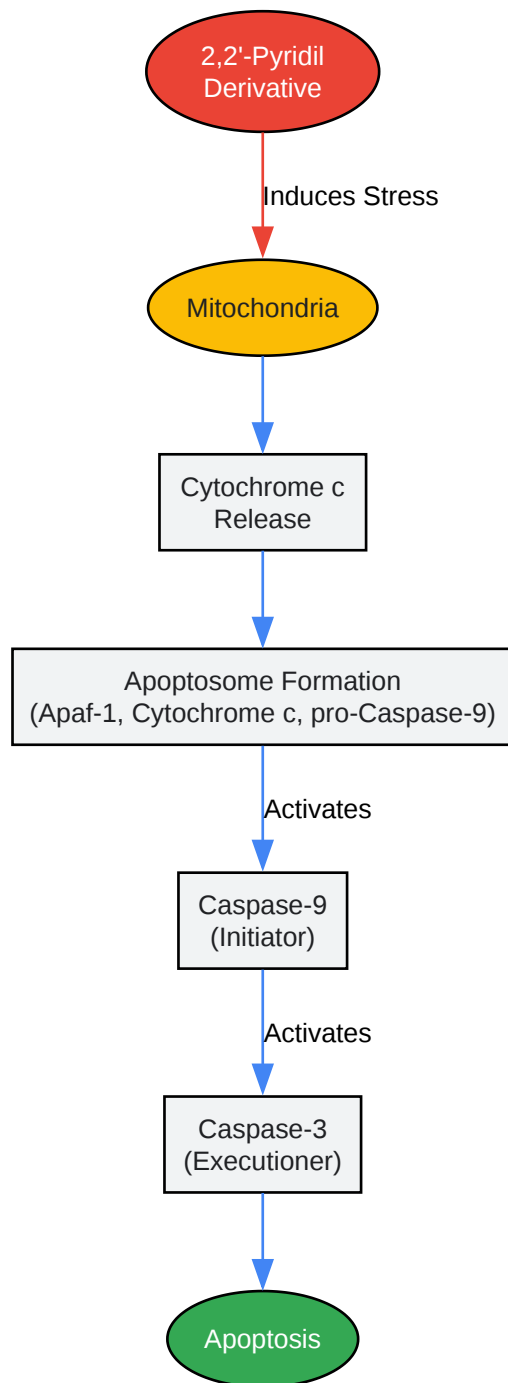 2,2'-Pyridil
Derivative
Induces Stress
Mitochondria
Cytochrome c
Release
Apoptosome Formation
(Apaf-1, Cytochrome c, pro-Caspase-9)
Activates
Caspase-9
(Initiator)
Activates
Caspase-3
(Executioner)
Apoptosis